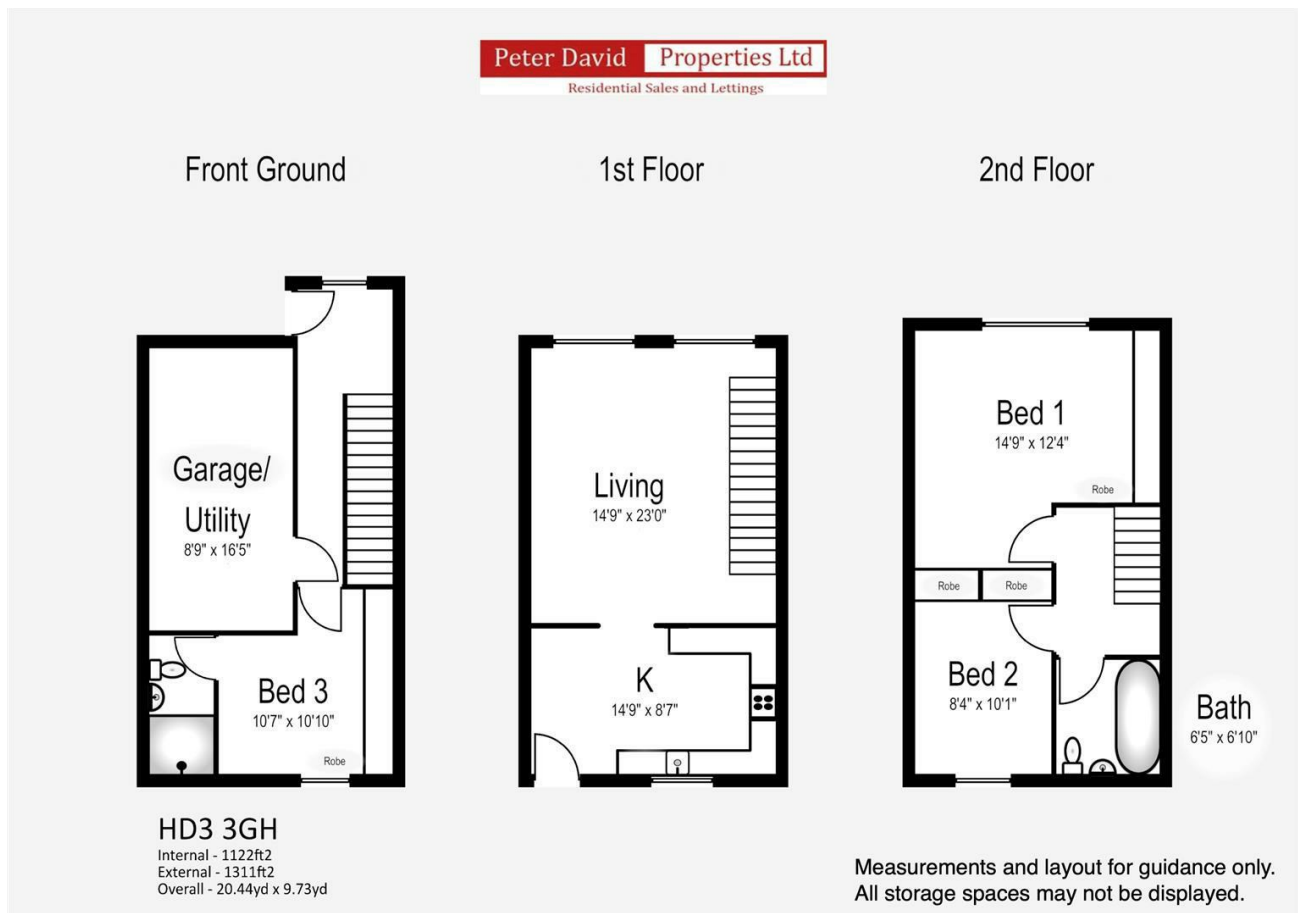 Peter David Properties Ltd
Residential Sales and Lettings
Front Ground
1st Floor
2nd Floor
Garage/
Utility
8'9" x 16'5"
Bed 3
10'7" x 10'10"
Robe
Living
14'9" x 23'0"
K
14'9" x 8'7"
Bed 1
14'9" x 12'4"
Robe
Robe
Robe
Bed 2
8'4" x 10'1"
Bath
6'5" x 6'10"
HD3 3GH
Internal - 1122ft2
External - 1311ft2
Overall - 20.44yd x 9.73yd
Measurements and layout for guidance only.
All storage spaces may not be displayed.